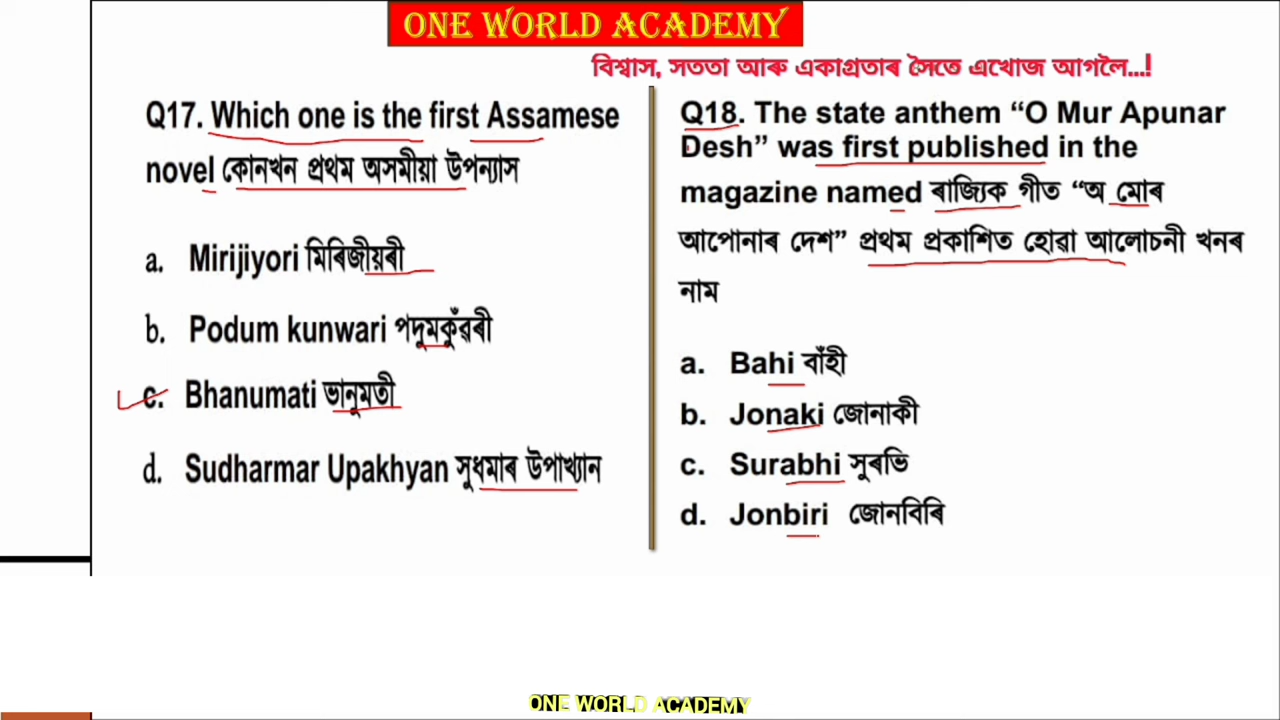 ONE WORLD ACADEMY
বিশ্বাস, সততা আৰু একাগ্ৰতাৰ সৈতে এখোজ আগলৈ...!
Q17. Which one is the first Assamese
novel কোনখন প্ৰথম অসমীয়া উপন্যাস
a. Mirijiyori মিৰিজীয়ৰী
b. Podum kunwari পদুমকুঁৱৰী
c. Bhanumati ভানুমতী
d. Sudharmar Upakhyan সুধমাৰ উপাখ্যান
Q18. The state anthem “O Mur Apunar
Desh” was first published in the
magazine named ৰাজ্যিক গীত “অ মোৰ
আপোনাৰ দেশ” প্ৰথম প্ৰকাশিত হোৱা আলোচনী খনৰ
নাম
a. Bahi বাঁহী
b. Jonaki জোনাকী
c. Surabhi সুৰভি
d. Jonbiri জোনবিৰি
ONE WORLD ACADEMY